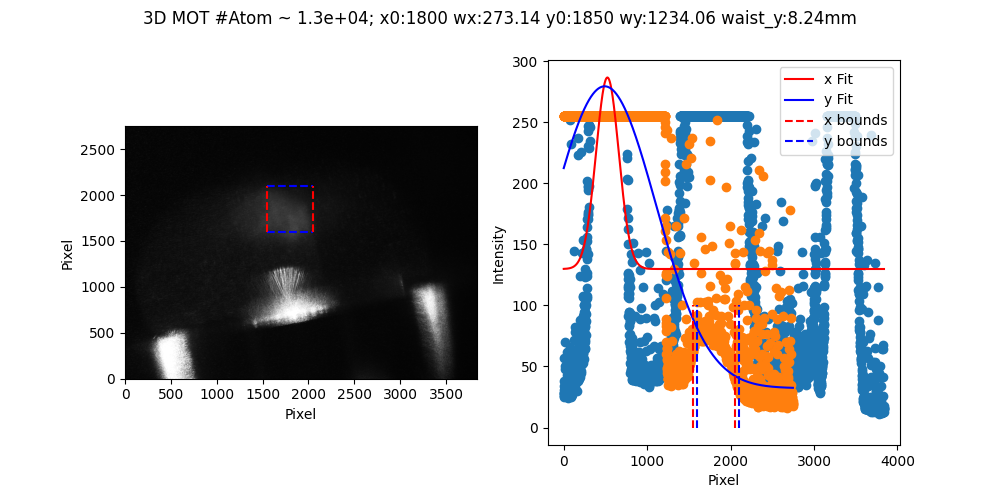 3D MOT #Atom ~ 1.3e+04; x0:1800 wx:273.14 y0:1850 wy:1234.06 waist_y:8.24mm
Pixel
2500
2000
1500
1000
500
0
0 500 1000 1500 2000 2500 3000 3500
Pixel
Intensity
300
250
200
150
100
50
0
0 1000 2000 3000 4000
Pixel
x Fit
y Fit
x bounds
y bounds